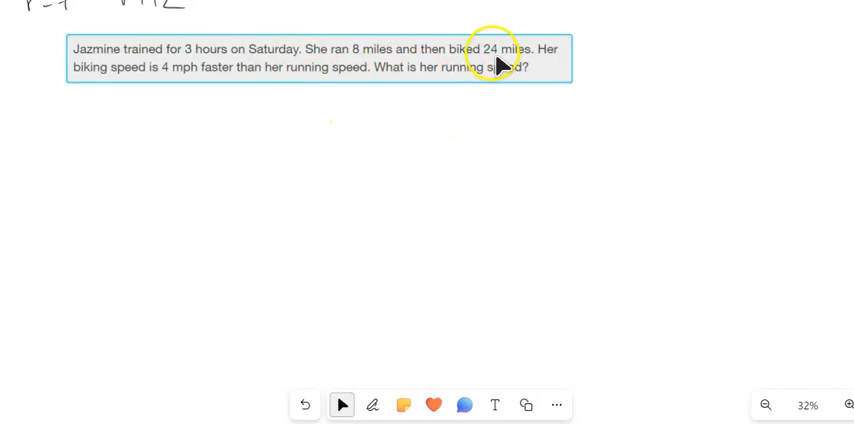 Jazmine trained for 3 hours on Saturday. She ran 8 miles and then biked 24 miles. Her
biking speed is 4 mph faster than her running speed. What is her running speed?
T
32%